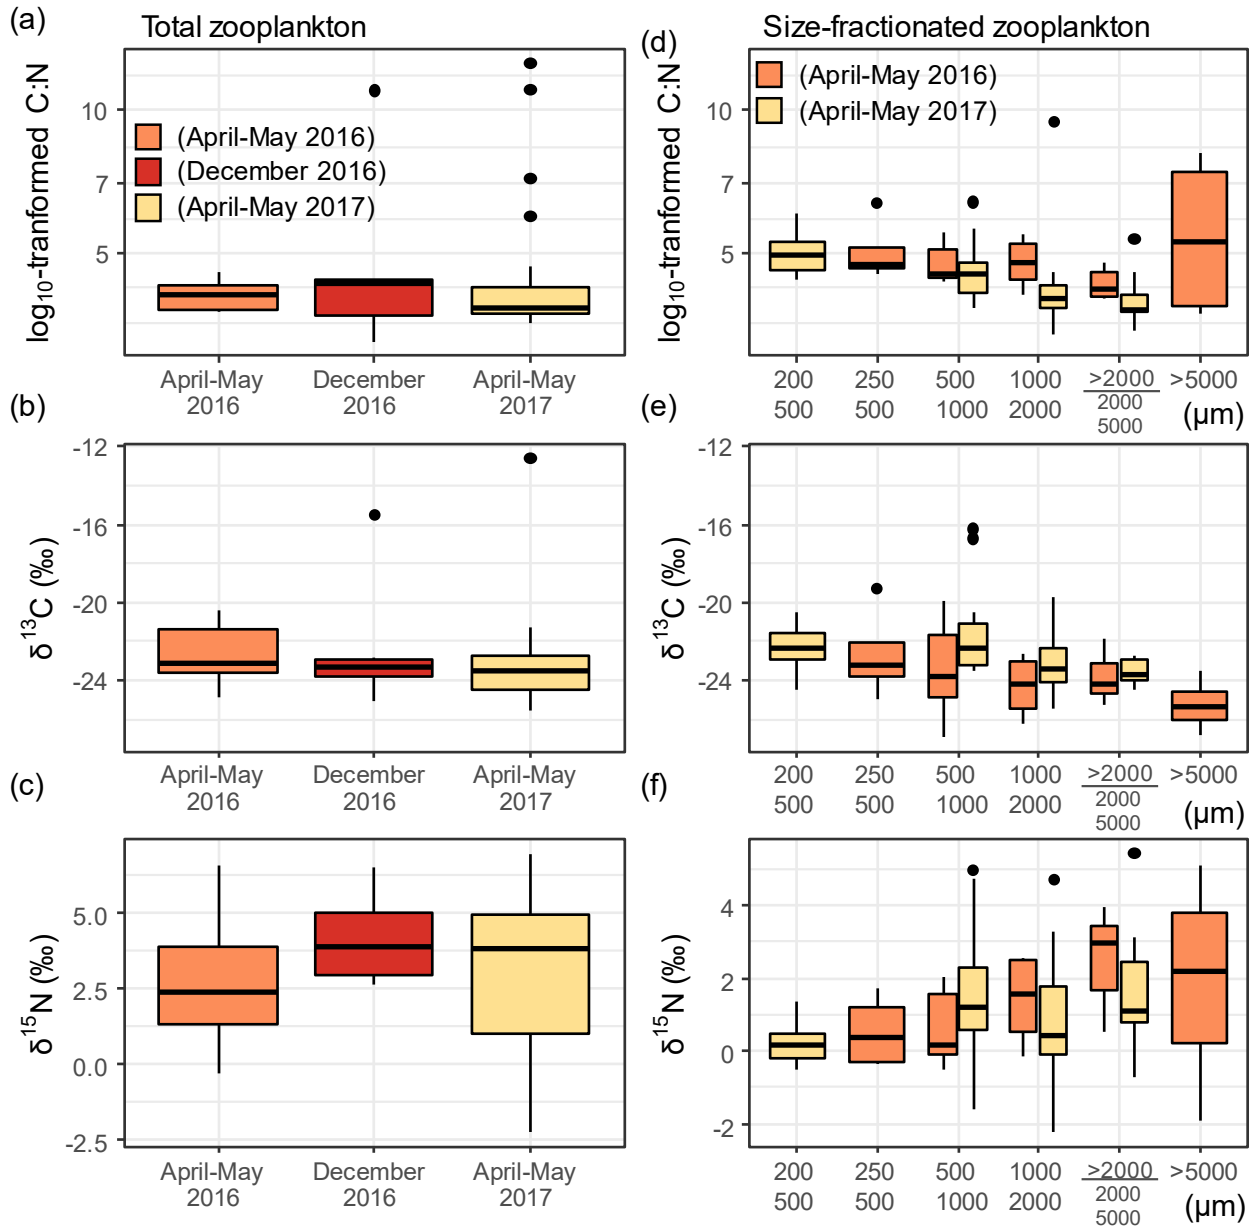 (a)
Total zooplankton
log10-tranformed C:N
10
7
5
(April-May 2016)
(December 2016)
(April-May 2017)
April-May
2016
December
2016
April-May
2017
(b)
δ13C (‰)
-12
-16
-20
-24
April-May
2016
December
2016
April-May
2017
(c)
δ15N (‰)
5.0
2.5
0.0
-2.5
April-May
2016
December
2016
April-May
2017
(d)
Size-fractionated zooplankton
log10-tranformed C:N
10
7
5
(April-May 2016)
(April-May 2017)
200
500
250
500
500
1000
1000
2000
>2000
2000
5000
>5000
(µm)
(e)
δ13C (‰)
-12
-16
-20
-24
200
500
250
500
500
1000
1000
2000
>2000
2000
5000
>5000
(µm)
(f)
δ15N (‰)
4
2
0
-2
200
500
250
500
500
1000
1000
2000
>2000
2000
5000
>5000
(µm)